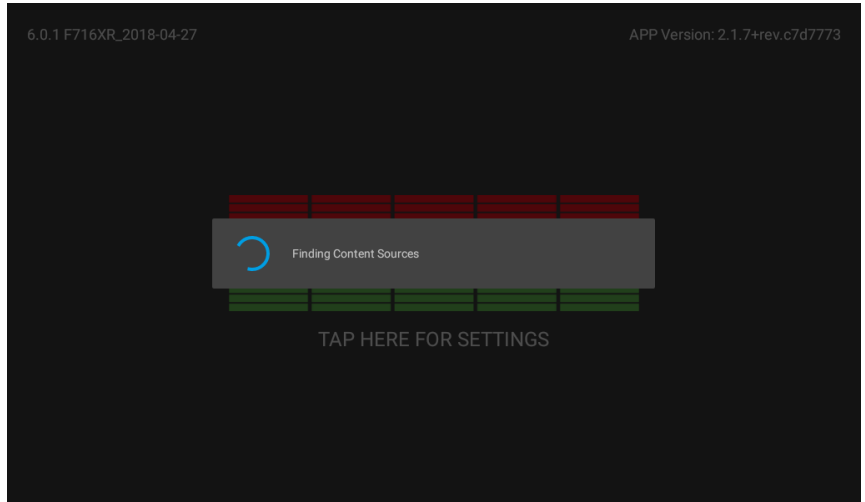 6.0.1 F716XR_2018-04-27
APP Version: 2.1.7+rev.c7d7773
Finding Content Sources
TAP HERE FOR SETTINGS